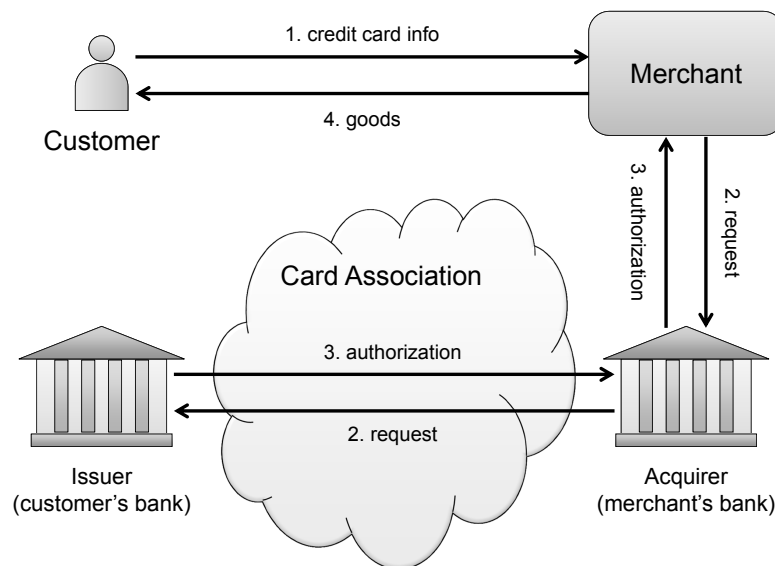 1. credit card info
Merchant
4. goods
Customer
3. authorization
2. request
Card Association
3. authorization
2. request
Issuer
(customer's bank)
Acquirer
(merchant's bank)